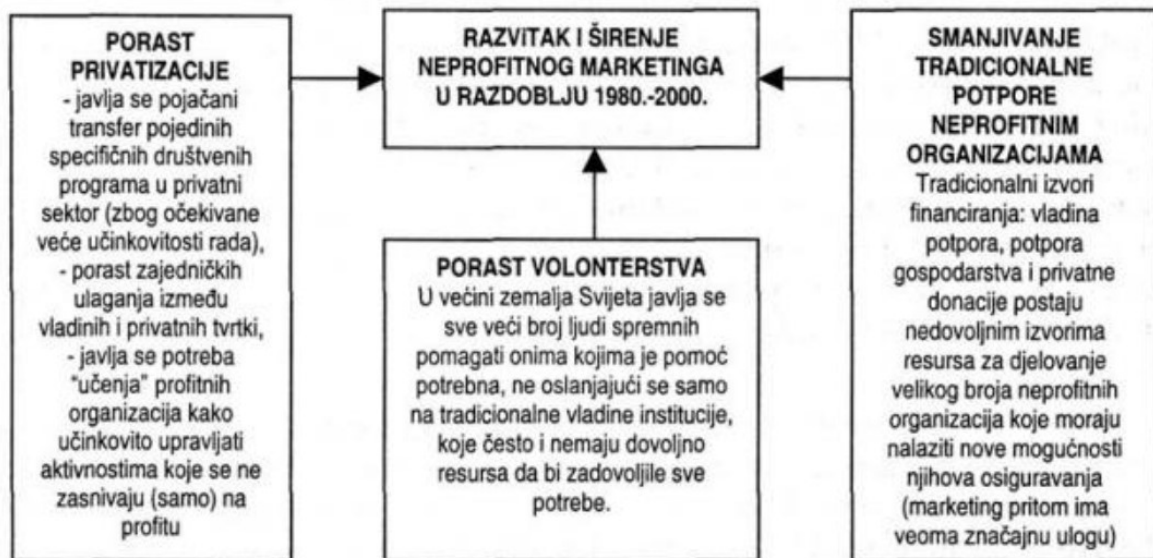 PORAST
PRIVATIZACIJE
- javlja se pojačani
transfer pojedinih
specifičnih društvenih
programa u privatni
sektor (zbog očekivane
veće učinkovitosti rada),
- porast zajedničkih
ulaganja između
vladinih i privatnih tvrtki,
- javlja se potreba
"učenja" profitnih
organizacija kako
učinkovito upravljati
aktivnostima koje se ne
zasnivaju (samo) na
profitu
RAZVITAK I ŠIRENJE
NEPROFITNOG MARKETINGA
U RAZDOBLJU 1980.-2000.
PORAST VOLONTERSTVA
U većini zemalja Svijeta javlja se
sve veći broj ljudi spremnih
pomagati onima kojima je pomoć
potrebna, ne oslanjajući se samo
na tradicionalne vladine institucije,
koje često i nemaju dovoljno
resursa da bi zadovoljile sve
potrebe.
SMANJIVANJE
TRADICIONALNE
POTPORE
NEPROFITNIM
ORGANIZACIJAMA
Tradicionalni izvori
financiranja: vladina
potpora, potpora
gospodarstva i privatne
donacije postaju
nedovoljnim izvorima
resursa za djelovanje
velikog broja neprofitnih
organizacija koje moraju
nalaziti nove mogućnosti
njihova osiguravanja
(marketing pritom ima
veoma značajnu ulogu)